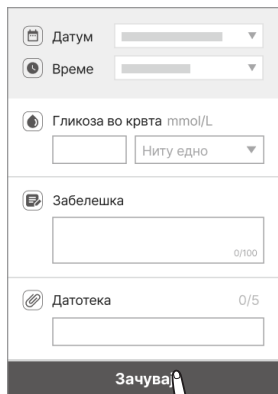 Датум
Време
Гликоза во крвта mmol/L
Ниту едно
Забелешка
0/100
Датотека 0/5
Зачувај